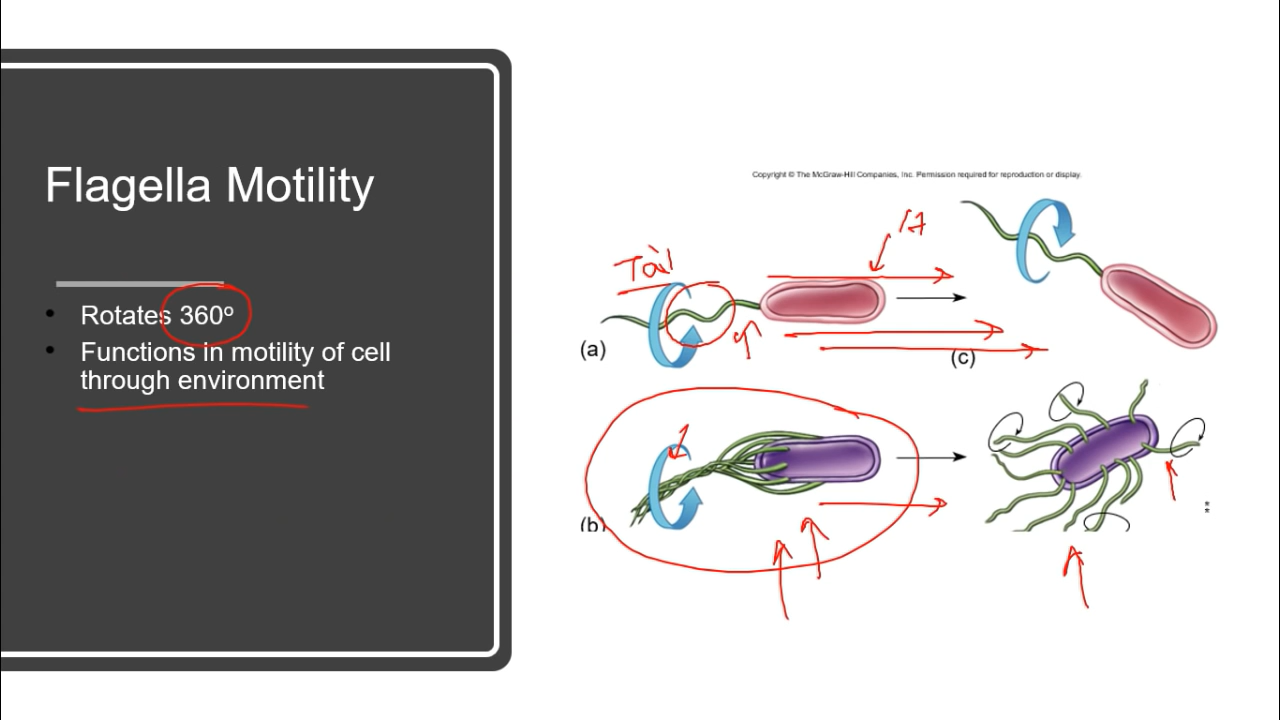 Flagella Motility
• Rotates 360º
• Functions in motility of cell
through environment
Copyright © The McGraw-Hill Companies, Inc. Permission required for reproduction or display.
Tail
(a)
(c)
(b)